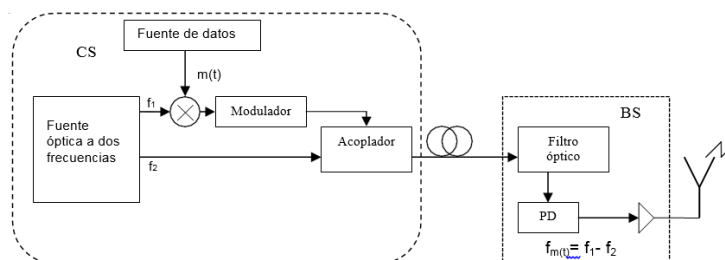 Fuente de datos
CS
m(t)
f₁
Modulador
Fuente
óptica a dos
frecuencias
Acoplador
f₂
BS
Filtro
óptico
PD
fₘ₍ₜ₎= f₁- f₂